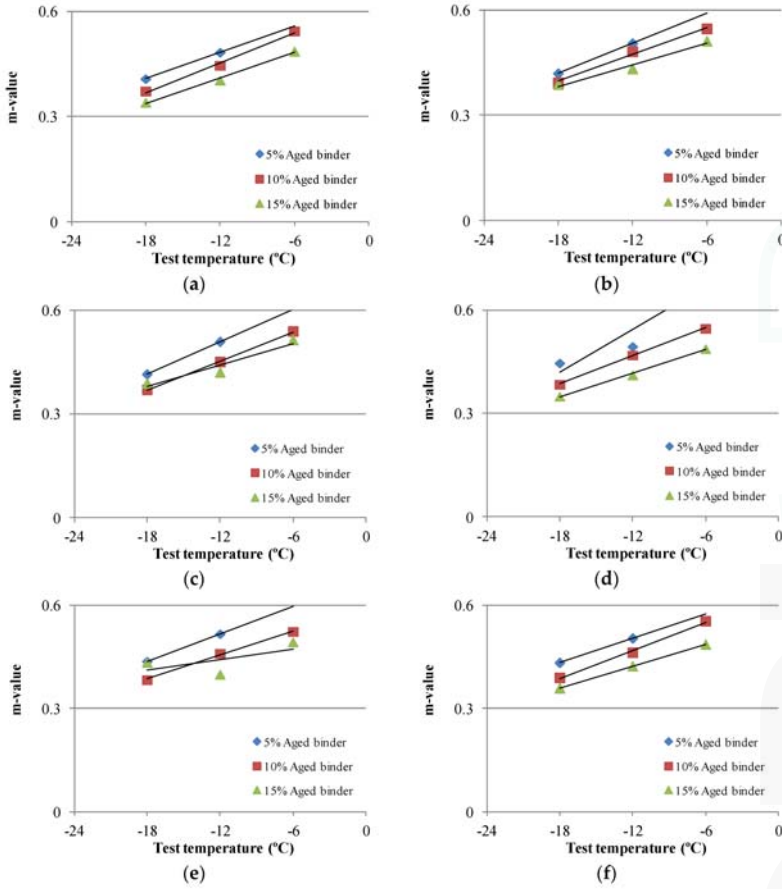 0.6
0.3
0
m-value
5% Aged binder
10% Aged binder
15% Aged binder
-24 -18 -12 -6 0
Test temperature (ºC)
(a)
0.6
0.3
0
m-value
5% Aged binder
10% Aged binder
15% Aged binder
-24 -18 -12 -6 0
Test temperature (ºC)
(b)
0.6
0.3
0
m-value
5% Aged binder
10% Aged binder
15% Aged binder
-24 -18 -12 -6 0
Test temperature (ºC)
(c)
0.6
0.3
0
m-value
5% Aged binder
10% Aged binder
15% Aged binder
-24 -18 -12 -6 0
Test temperature (ºC)
(d)
0.6
0.3
0
m-value
5% Aged binder
10% Aged binder
15% Aged binder
-24 -18 -12 -6 0
Test temperature (ºC)
(e)
0.6
0.3
0
m-value
5% Aged binder
10% Aged binder
15% Aged binder
-24 -18 -12 -6 0
Test temperature (ºC)
(f)